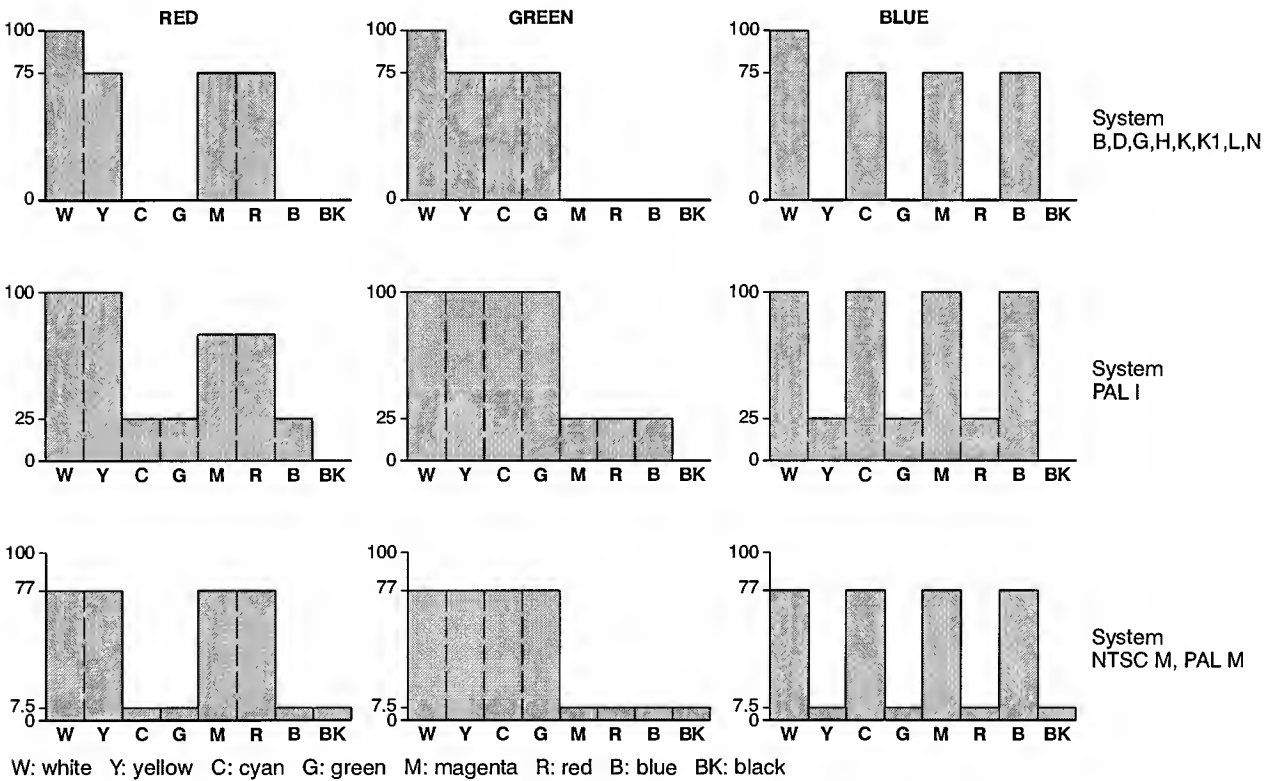 RED GREEN BLUE
100 100 100
75 75 75
0 0 0
System
B,D,G,H,K,K1,L,N
W Y C G M R B BK W Y C G M R B BK W Y C G M R B BK
100 100 100
25 25 25
0 0 0
System
PAL I
W Y C G M R B BK W Y C G M R B BK W Y C G M R B BK
100 100 100
77 77 77
7.5 7.5 7.5
0 0 0
System
NTSC M, PAL M
W Y C G M R B BK W Y C G M R B BK W Y C G M R B BK
W: white Y: yellow C: cyan G: green M: magenta R: red B: blue BK: black